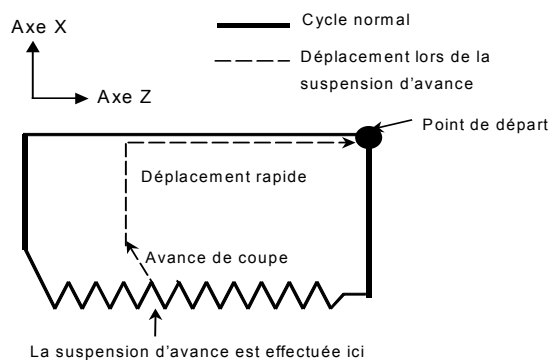 Axe X
Axe Z
Cycle normal
Déplacement lors de la
suspension d'avance
Point de départ
Déplacement rapide
Avance de coupe
La suspension d'avance est effectuée ici